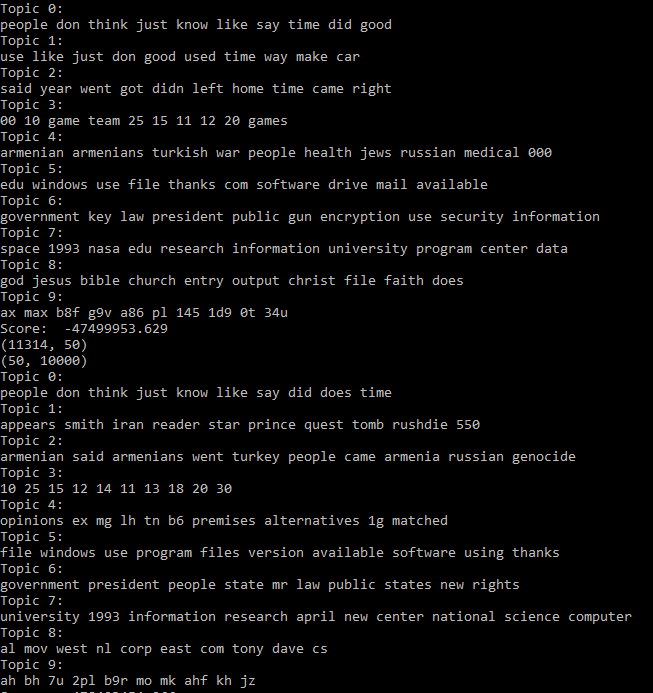 Topic 0:
people don think just know like say time did good
Topic 1:
use like just don good used time way make car
Topic 2:
said year went got didn left home time came right
Topic 3:
00 10 game team 25 15 11 12 20 games
Topic 4:
armenian armenians turkish war people health jews russian medical 000
Topic 5:
edu windows use file thanks com software drive mail available
Topic 6:
government key law president public gun encryption use security information
Topic 7:
space 1993 nasa edu research information university program center data
Topic 8:
god jesus bible church entry output christ file faith does
Topic 9:
ax max b8f g9v a86 pl 145 1d9 0t 34u
Score:  -47499953.629
(11314, 50)
(50, 10000)
Topic 0:
people don think just know like say did does time
Topic 1:
appears smith iran reader star prince quest tomb rushdie 550
Topic 2:
armenian said armenians went turkey people came armenia russian genocide
Topic 3:
10 25 15 12 14 11 13 18 20 30
Topic 4:
opinions ex mg lh tn b6 premises alternatives 1g matched
Topic 5:
file windows use program files version available software using thanks
Topic 6:
government president people state mr law public states new rights
Topic 7:
university 1993 information research april new center national science computer
Topic 8:
al mov west nl corp east com tony dave cs
Topic 9:
ah bh 7u 2pl b9r mo mk ahf kh jz